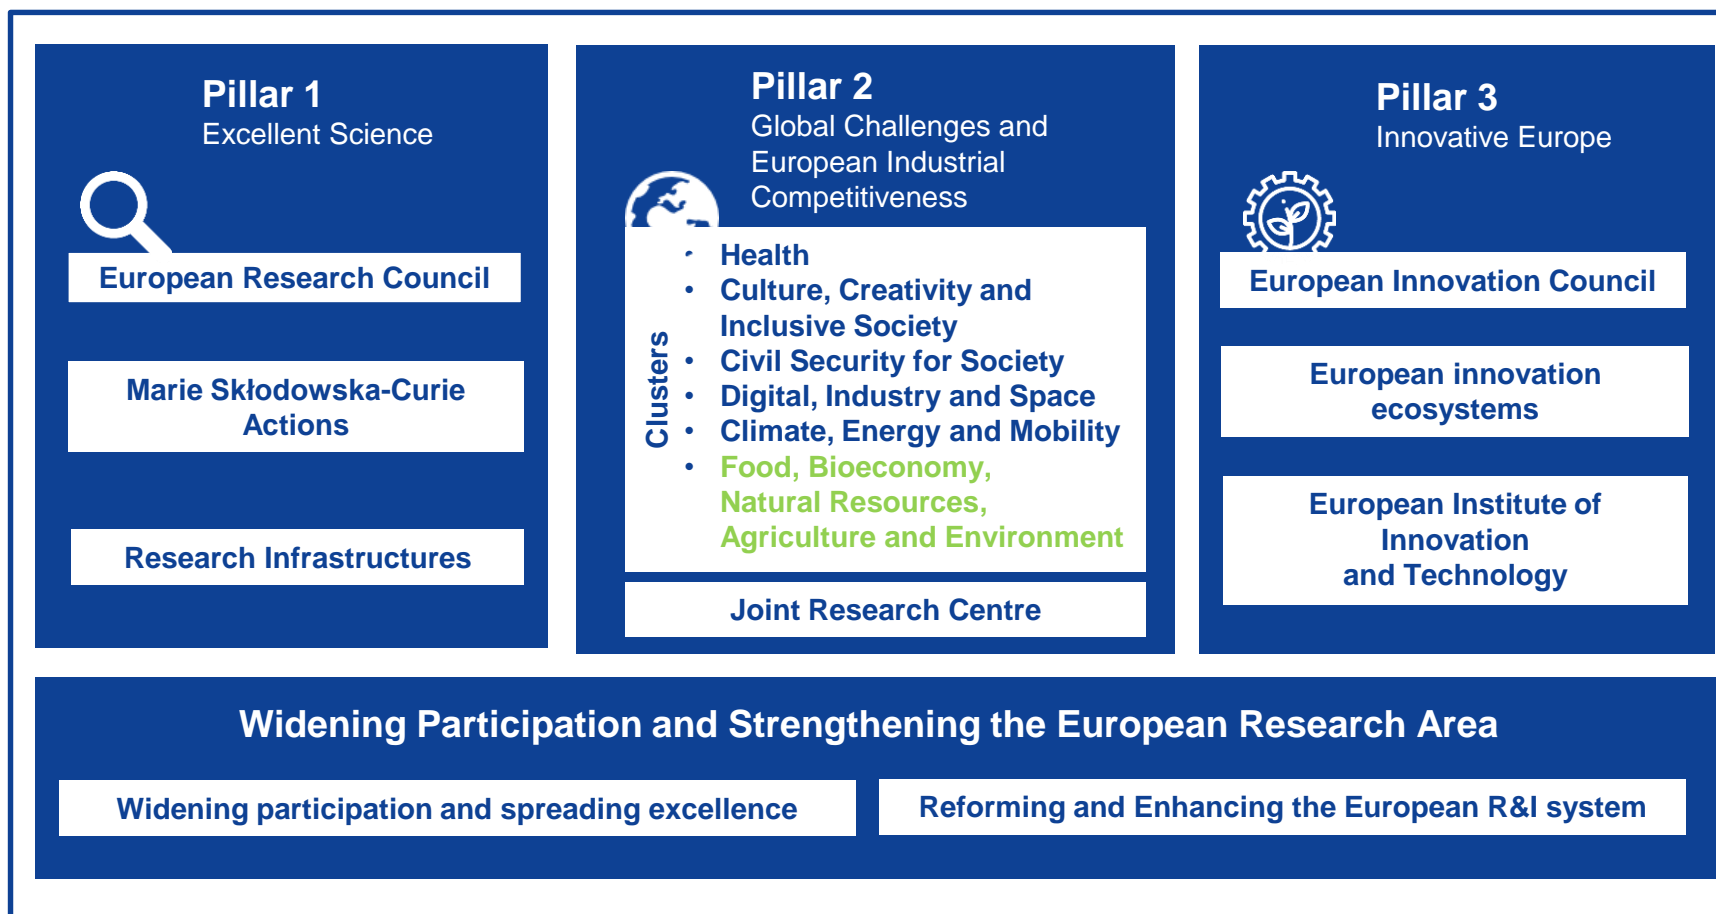 Pillar 1
Excellent Science
European Research Council
Marie Skłodowska-Curie
Actions
Research Infrastructures
Pillar 2
Global Challenges and
European Industrial
Competitiveness
Clusters
• Health
• Culture, Creativity and
Inclusive Society
• Civil Security for Society
• Digital, Industry and Space
• Climate, Energy and Mobility
• Food, Bioeconomy,
Natural Resources,
Agriculture and Environment
Joint Research Centre
Pillar 3
Innovative Europe
European Innovation Council
European innovation
ecosystems
European Institute of
Innovation
and Technology
Widening Participation and Strengthening the European Research Area
Widening participation and spreading excellence
Reforming and Enhancing the European R&I system